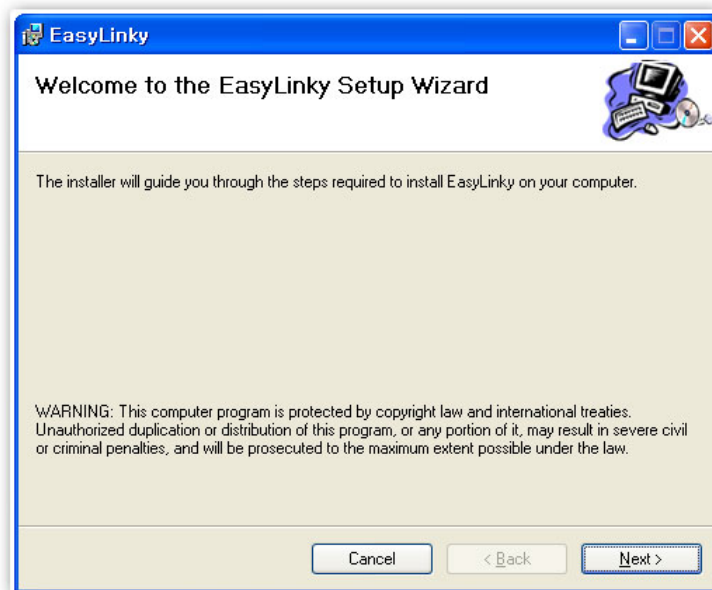 EasyLinky
Welcome to the EasyLinky Setup Wizard
The installer will guide you through the steps required to install EasyLinky on your computer.
WARNING: This computer program is protected by copyright law and international treaties.
Unauthorized duplication or distribution of this program, or any portion of it, may result in severe civil
or criminal penalties, and will be prosecuted to the maximum extent possible under the law.
Cancel < Back Next >